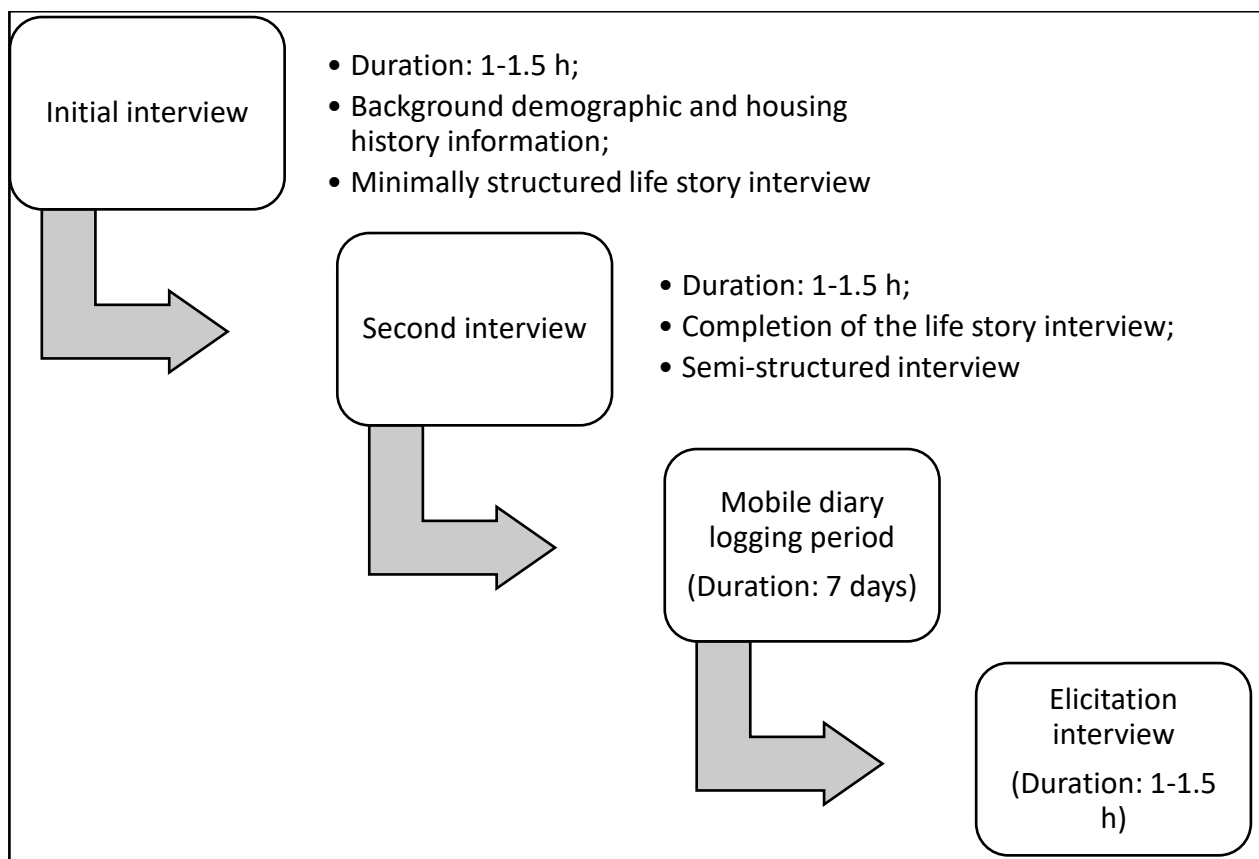 Initial interview
• Duration: 1-1.5 h;
• Background demographic and housing
history information;
• Minimally structured life story interview
Second interview
• Duration: 1-1.5 h;
• Completion of the life story interview;
• Semi-structured interview
Mobile diary
logging period
(Duration: 7 days)
Elicitation
interview
(Duration: 1-1.5
h)